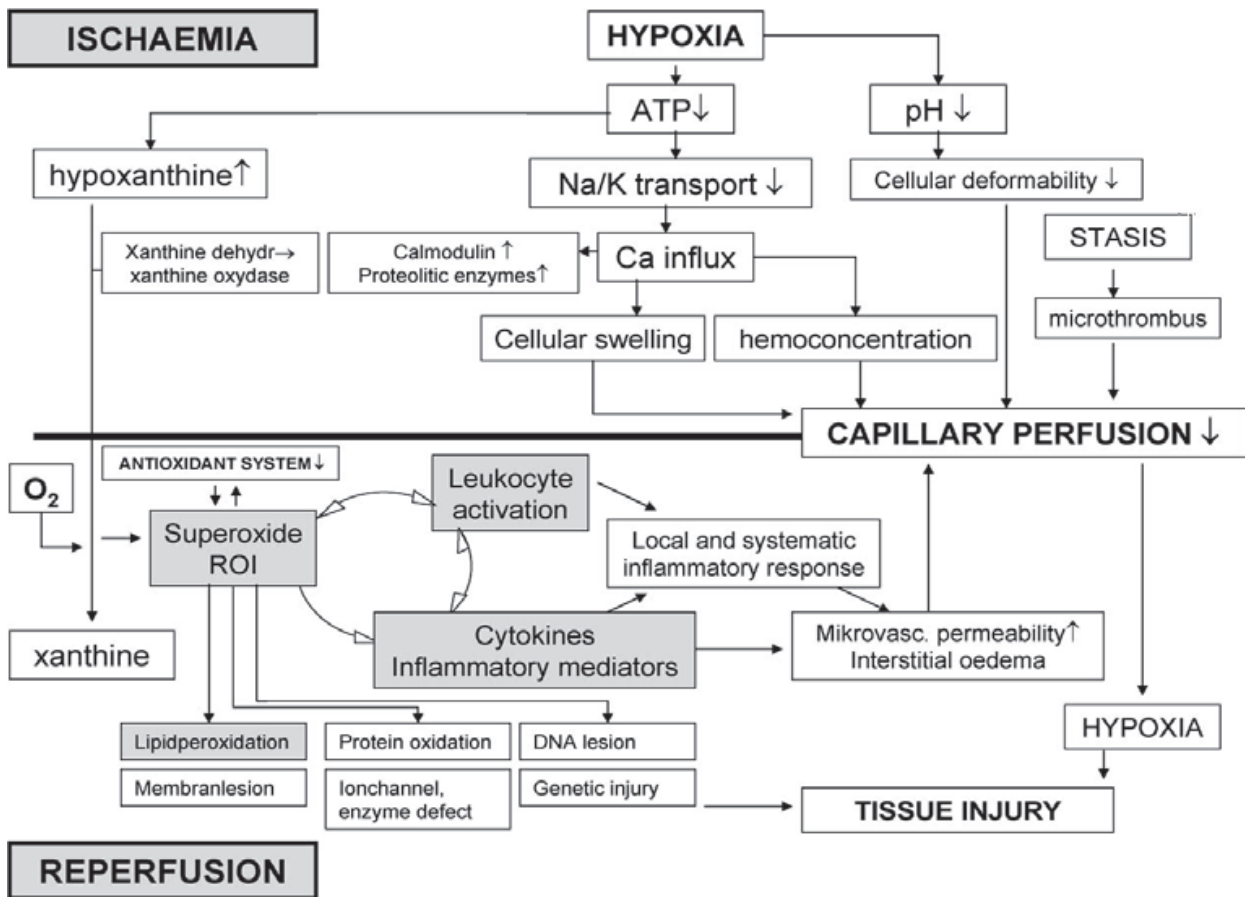 ISCHAEMIA
HYPOXIA
ATP↓
pH ↓
hypoxanthine↑
Na/K transport ↓
Cellular deformability ↓
Xanthine dehydr→
xanthine oxydase
Calmodulin ↑
Proteolitic enzymes↑
Ca influx
STASIS
Cellular swelling
hemoconcentration
microthrombus
CAPILLARY PERFUSION ↓
ANTIOXIDANT SYSTEM↓
O₂
Leukocyte
activation
Superoxide
ROI
Local and systematic
inflammatory response
Cytokines
Inflammatory mediators
Mikrovasc. permeability↑
Interstitial oedema
xanthine
HYPOXIA
Lipidperoxidation
Protein oxidation
DNA lesion
Membranlesion
Ionchannel,
enzyme defect
Genetic injury
TISSUE INJURY
REPERFUSION